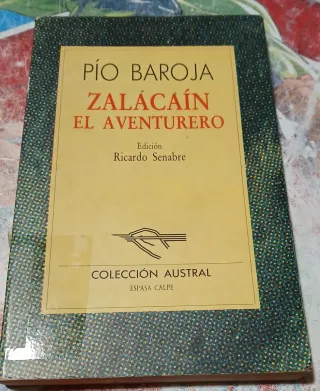 PÍO BAROJA
ZALACAÍN
EL AVENTURERO
Edición
Ricardo Senabre
COLECCIÓN AUSTRAL
ESPASA CALPE